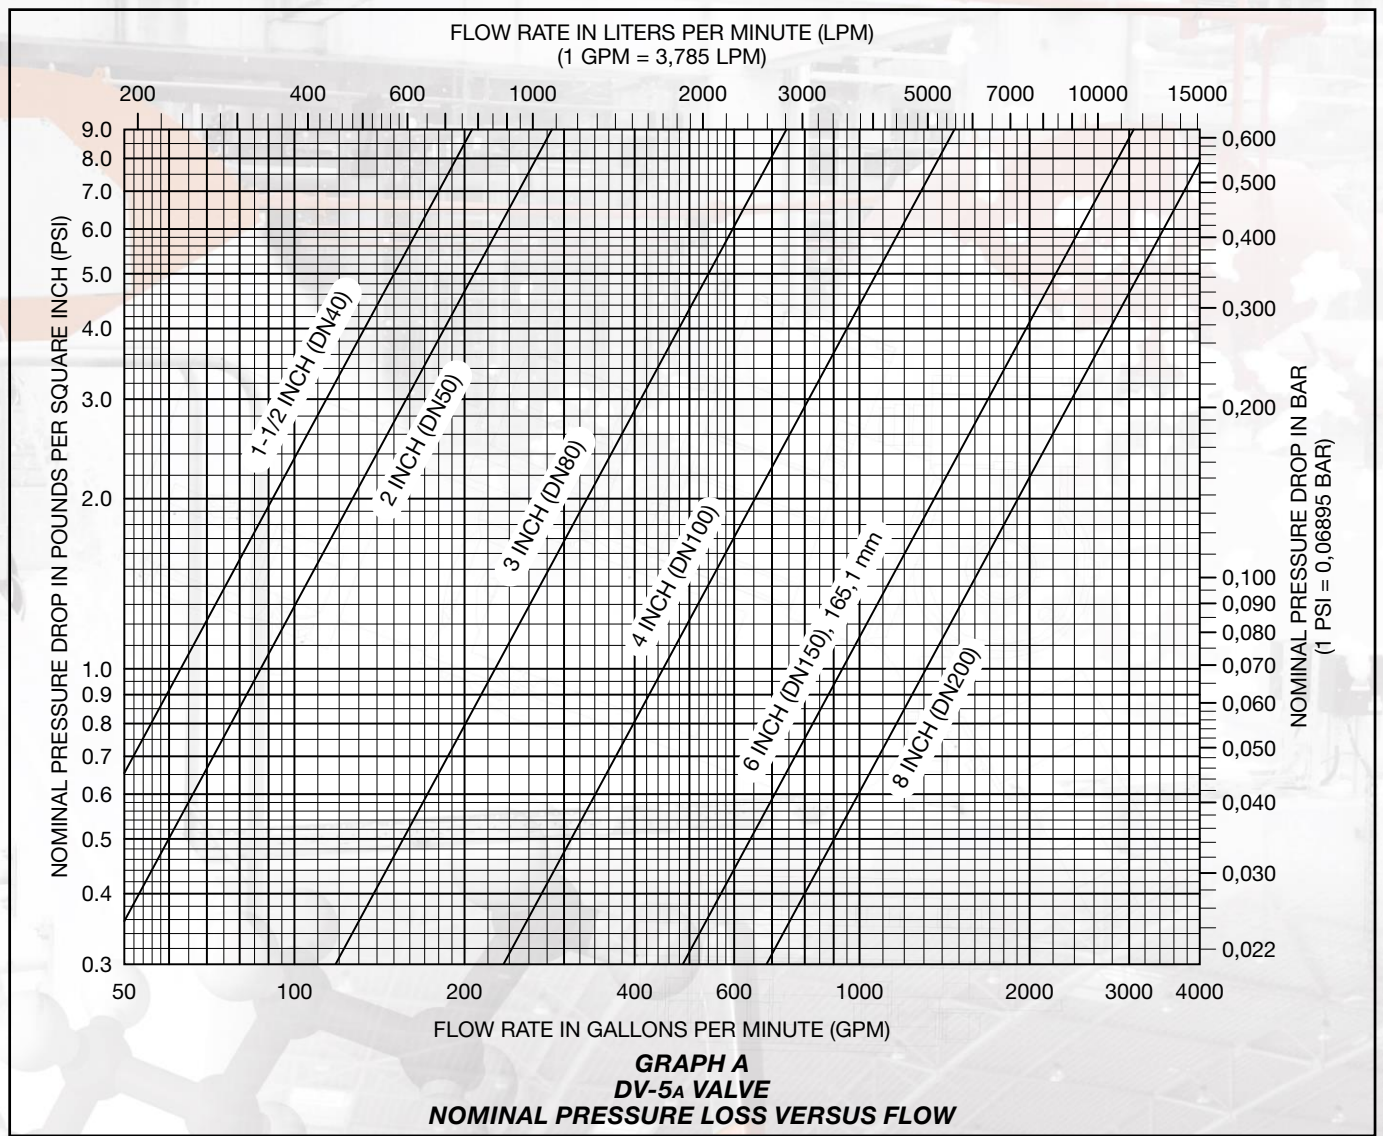 FLOW RATE IN LITERS PER MINUTE (LPM)
(1 GPM = 3,785 LPM)
200 400 600 1000 2000 3000 5000 7000 10000 15000
NOMINAL PRESSURE DROP IN POUNDS PER SQUARE INCH (PSI)
9.0
8.0
7.0
6.0
5.0
4.0
3.0
2.0
1.0
0.9
0.8
0.7
0.6
0.5
0.4
0.3
1-1/2 INCH (DN40)
2 INCH (DN50)
3 INCH (DN80)
4 INCH (DN100)
6 INCH (DN150), 165,1 mm
8 INCH (DN200)
0,600
0,500
0,400
0,300
0,200
0,100
0,090
0,080
0,070
0,060
0,050
0,040
0,030
0,022
NOMINAL PRESSURE DROP IN BAR
(1 PSI = 0,06895 BAR)
50 100 200 400 600 1000 2000 3000 4000
FLOW RATE IN GALLONS PER MINUTE (GPM)
GRAPH A
DV-5A VALVE
NOMINAL PRESSURE LOSS VERSUS FLOW